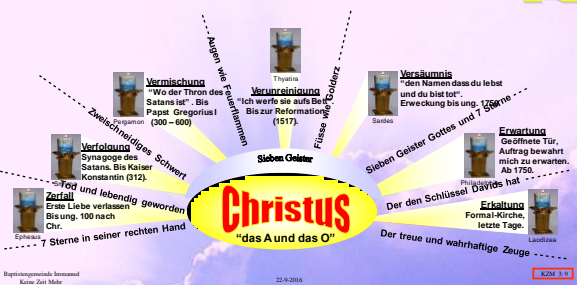 Augen wie Feuerflammen
Thyatira
Verunreinigung
"Ich werfe sie aufs Bett".
Bis zur Reformation
(1517).
Füsse wie Golderz
Vermischung
"Wo der Thron des
Satans ist". Bis
Papst Gregorius I
(300 – 600)
Pergamon
Versäumnis
"den Namen dass du lebst
und du bist tot".
Erweckung bis ung. 1750.
Sardes
Zweischneidiges Schwert
Sieben Geister Gottes und 7 Sterne
Verfolgung
Synagoge des
Satans. Bis Kaiser
Konstantin (312).
Erwartung
Geöffnete Tür,
Auftrag bewahrt
mich zu erwarten.
Ab 1750.
Philadelphia
Sieben Geister
Tod und lebendig geworden
Der den Schlüssel Davids hat
Zerfall
Erste Liebe verlassen
Bis ung. 100 nach
Chr.
Ephesus
Christus
"das A und das O"
Erkaltung
Formal-Kirche,
letzte Tage.
Laodizea
7 Sterne in seiner rechten Hand
Der treue und wahrhaftige Zeuge
Baptistengemeinde Immanuel
Keine Zeit Mehr
22-9-2016
KZM 3: 9